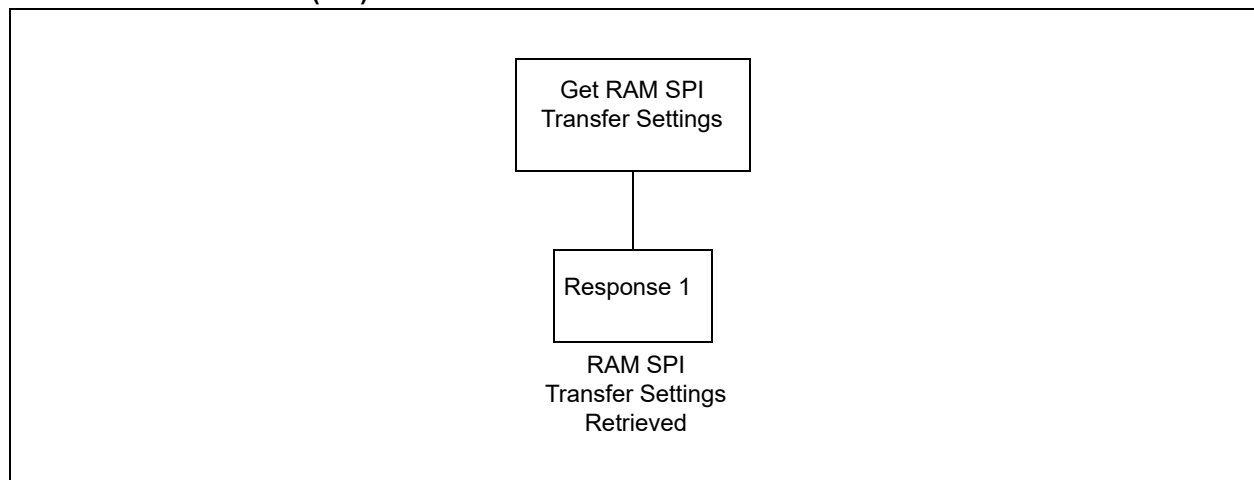 Get RAM SPI
Transfer Settings
Response 1
RAM SPI
Transfer Settings
Retrieved